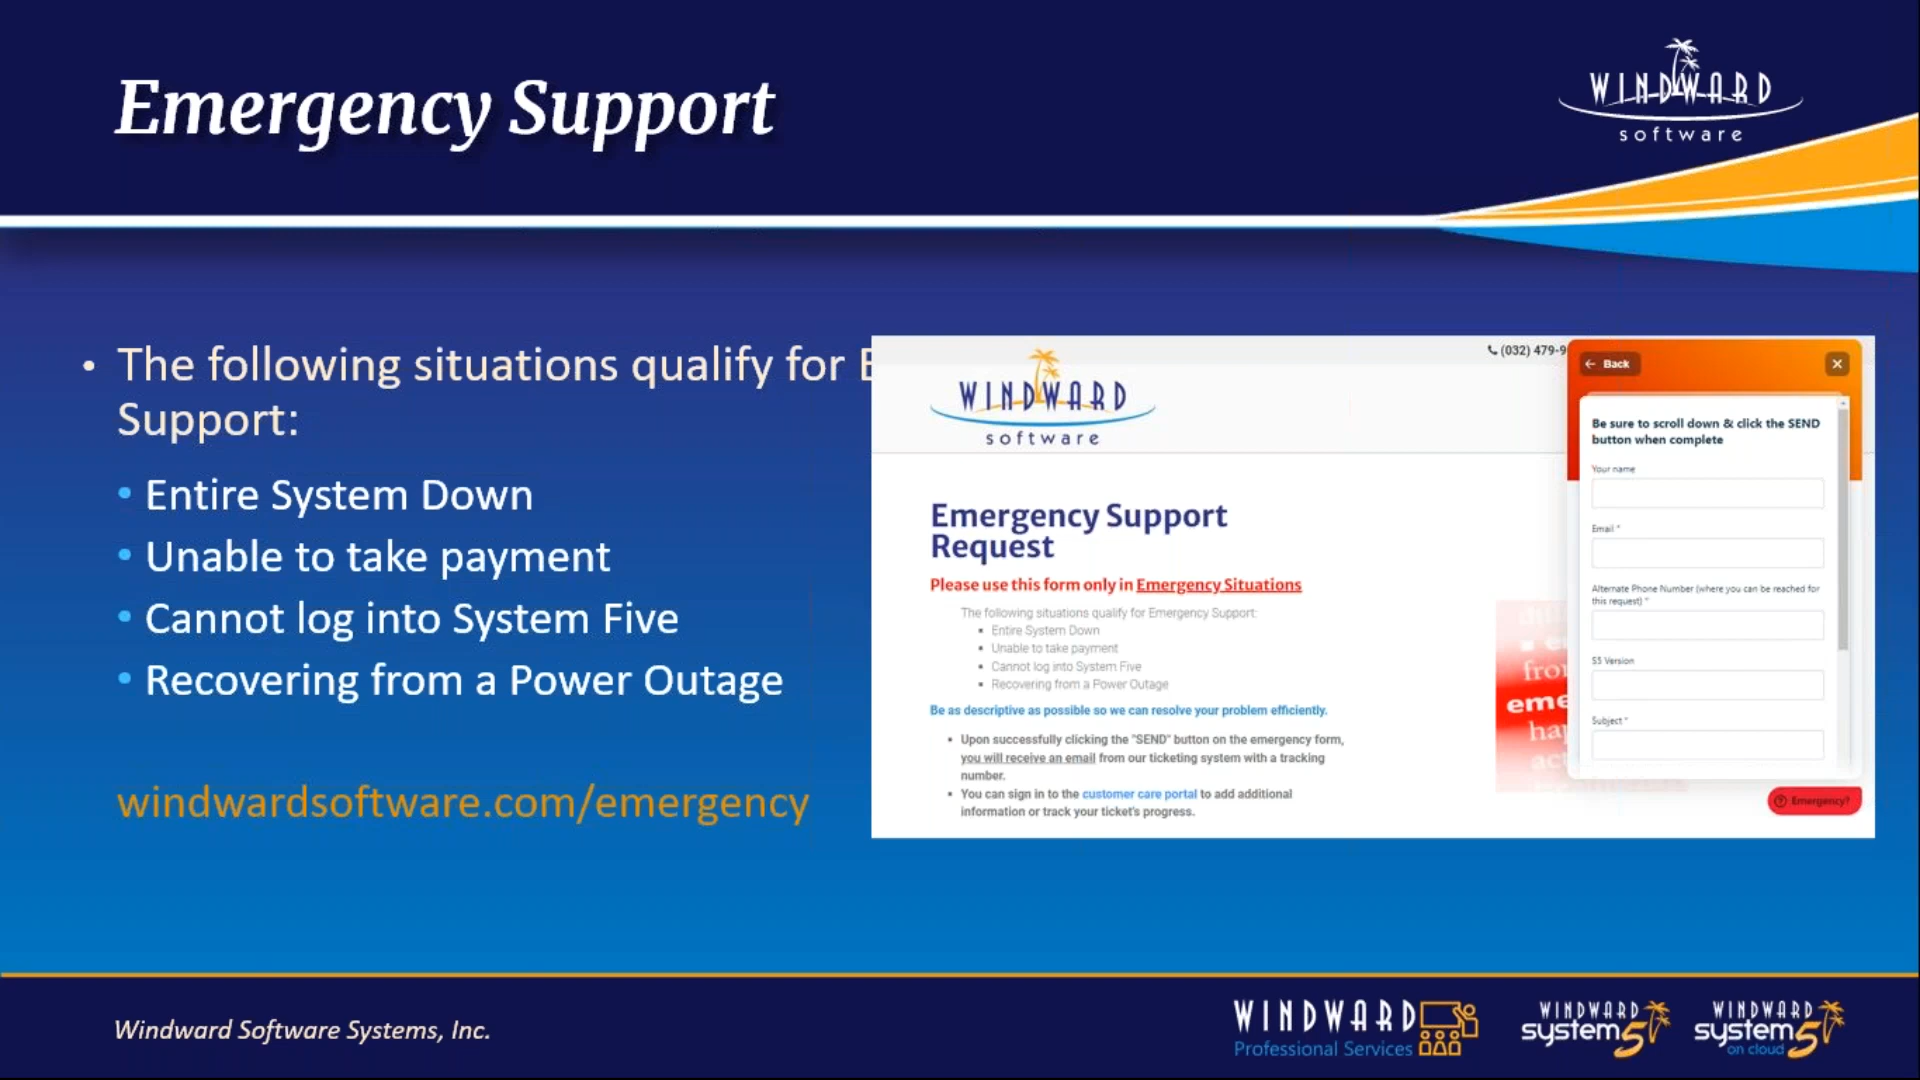 Emergency Support
WINDWARD
software
• The following situations qualify for E
Support:
• Entire System Down
• Unable to take payment
• Cannot log into System Five
• Recovering from a Power Outage
windwardsoftware.com/emergency
WINDWARD
software
(032) 479-9
Emergency Support
Request
Please use this form only in Emergency Situations
The following situations qualify for Emergency Support:
▪ Entire System Down
▪ Unable to take payment
▪ Cannot log into System Five
▪ Recovering from a Power Outage
Be as descriptive as possible so we can resolve your problem efficiently.
• Upon successfully clicking the "SEND" button on the emergency form,
you will receive an email from our ticketing system with a tracking
number.
• You can sign in to the customer care portal to add additional
information or track your ticket's progress.
← Back
Be sure to scroll down & click the SEND
button when complete
Your name
Email *
Alternate Phone Number (where you can be reached for
this request) *
S5 Version
Subject *
Emergency?
Windward Software Systems, Inc.
WINDWARD
Professional Services
WINDWARD
system5
WINDWARD
system5
on cloud